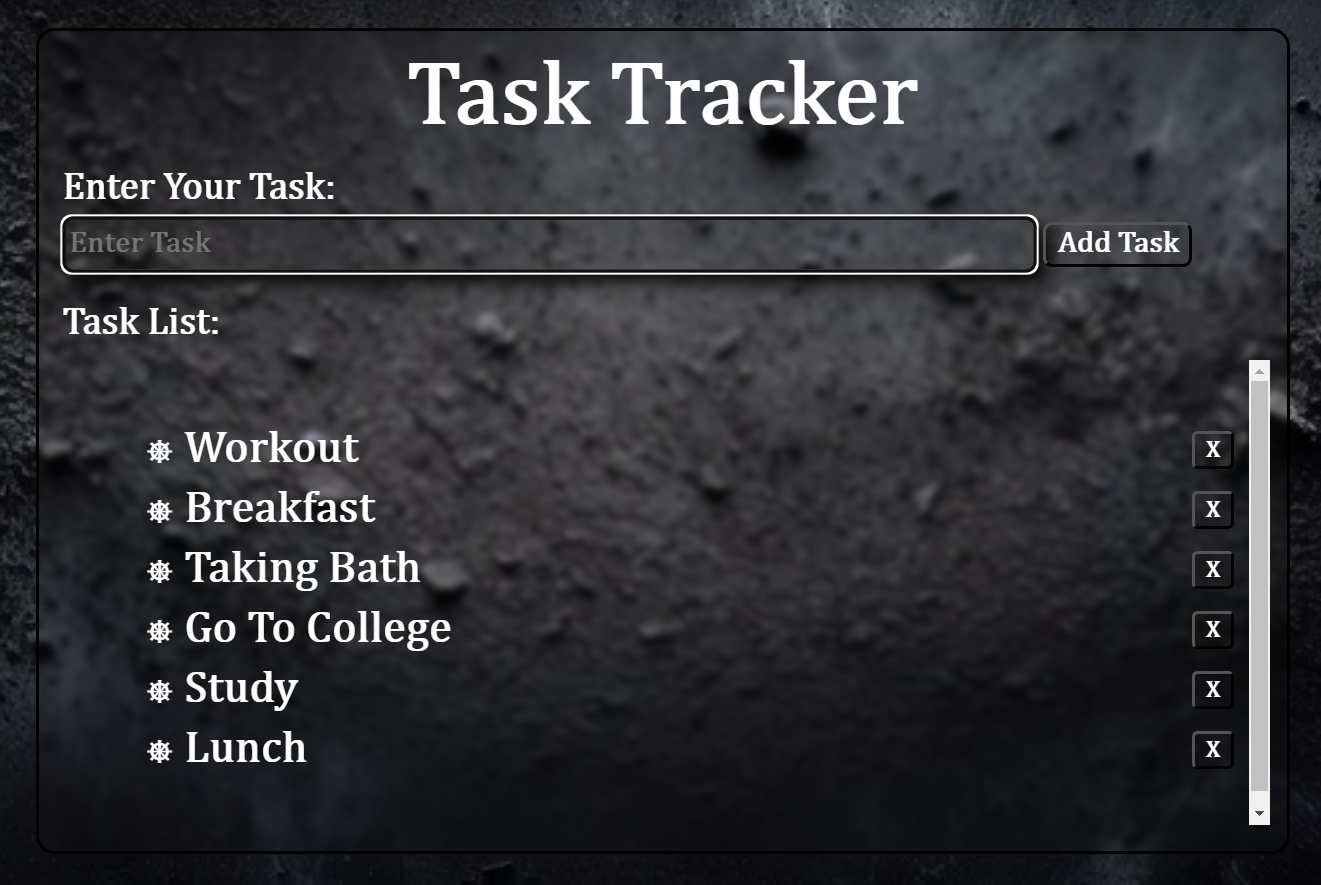 Task Tracker
Enter Your Task:
Enter Task
Add Task
Task List:
Workout
X
Breakfast
X
Taking Bath
X
Go To College
X
Study
X
Lunch
X